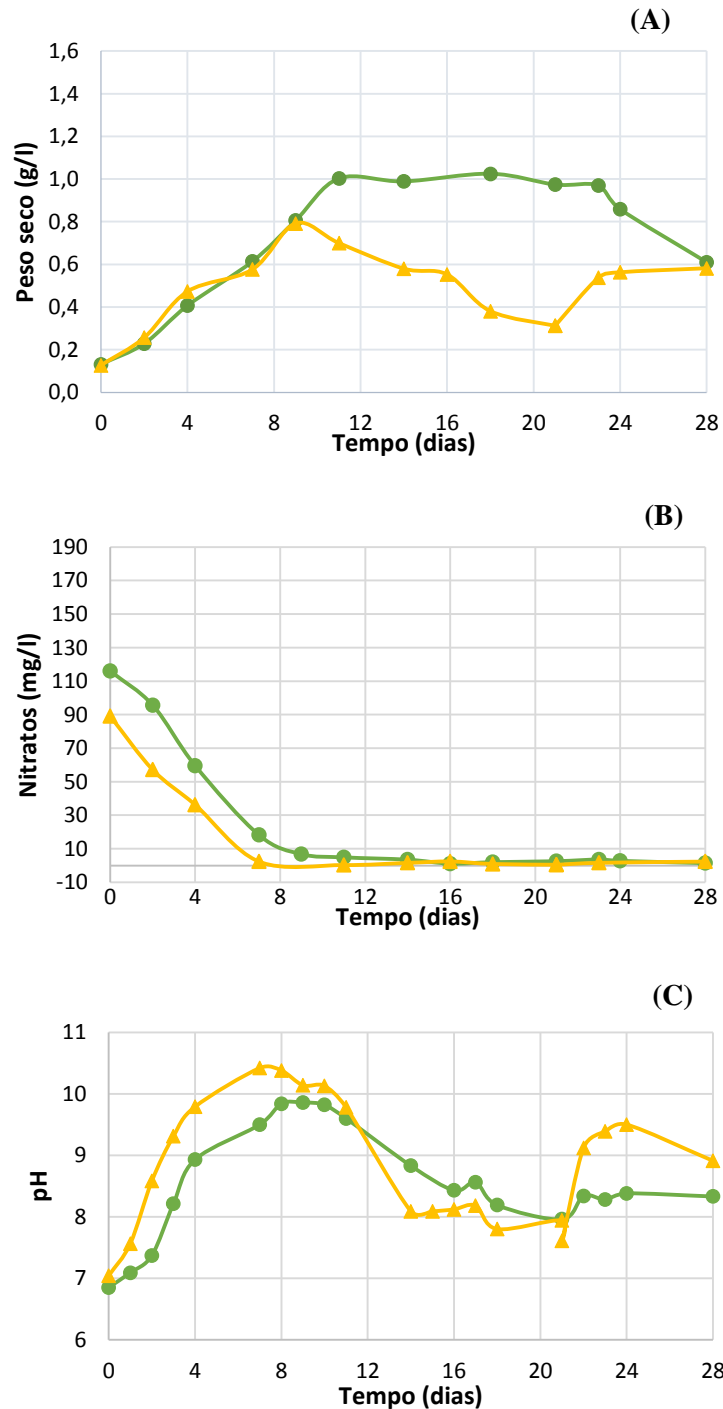 (A)
1,6
1,4
1,2
1,0
0,8
0,6
0,4
0,2
0,0
Peso seco (g/l)
0 4 8 12 16 20 24 28
Tempo (dias)
(B)
190
170
150
130
110
90
70
50
30
10
-10
Nitratos (mg/l)
0 4 8 12 16 20 24 28
Tempo (dias)
(C)
11
10
9
8
7
6
pH
0 4 8 12 16 20 24 28
Tempo (dias)